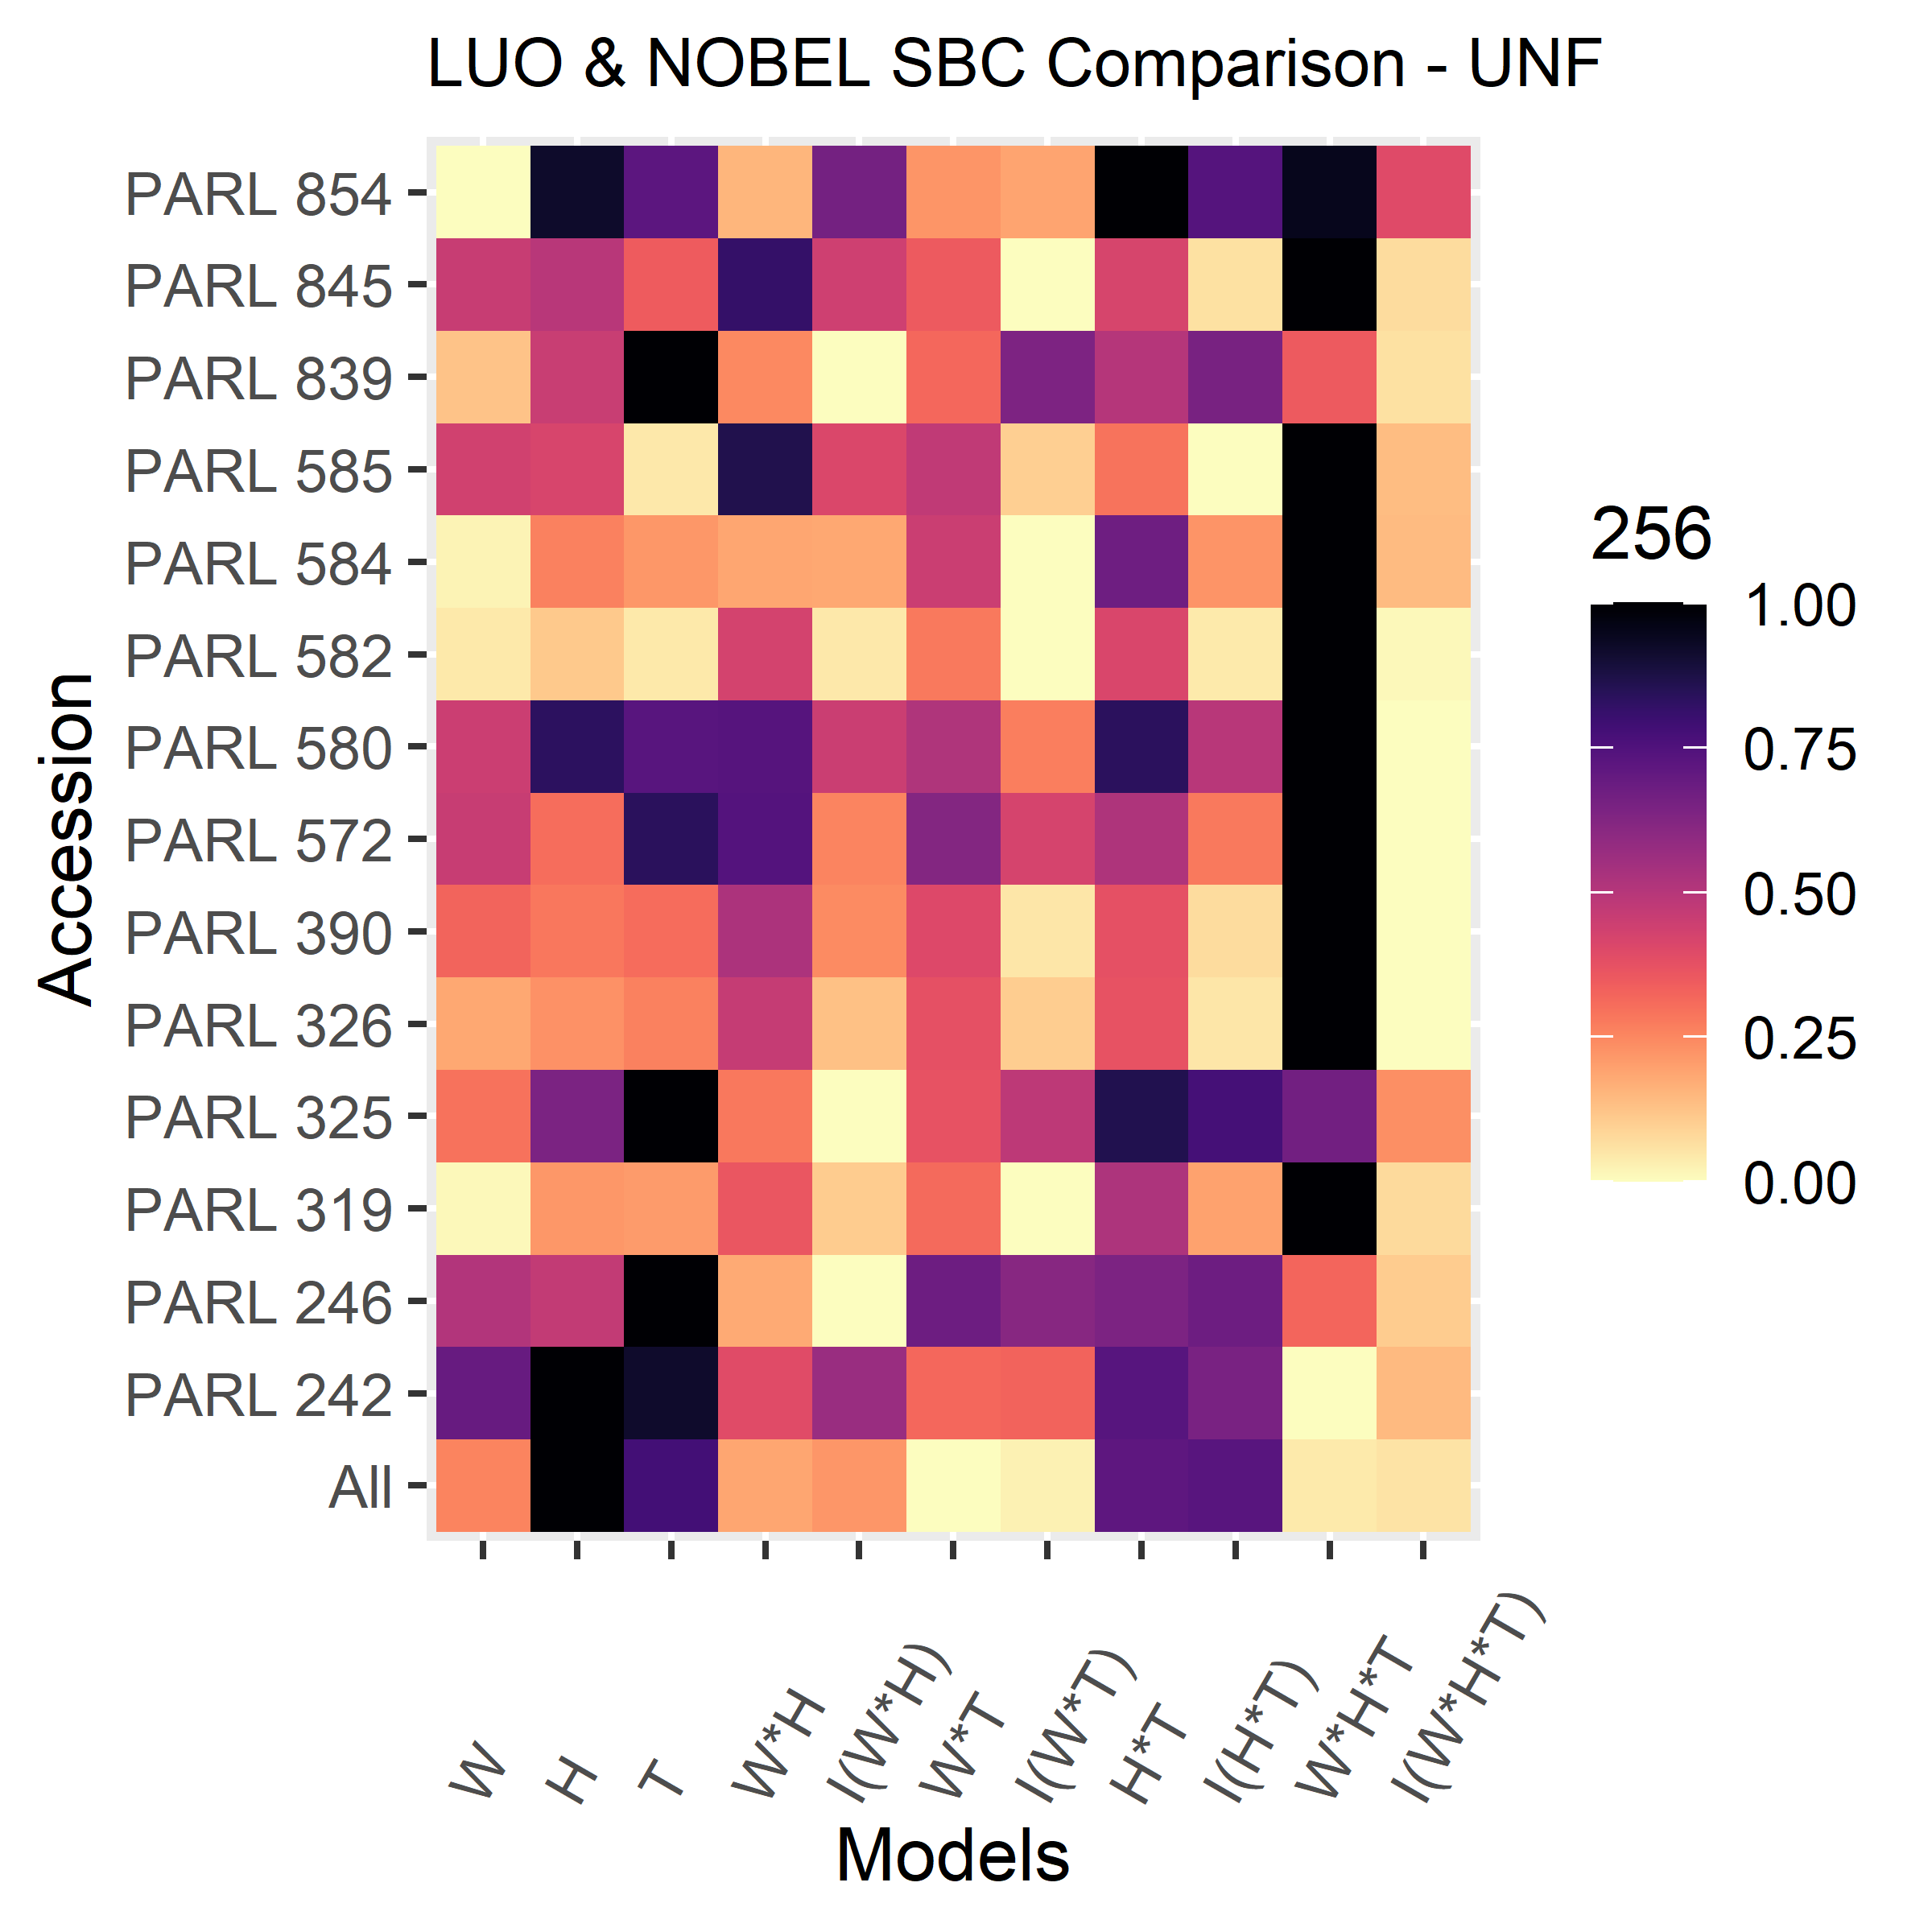 LUO & NOBEL SBC Comparison - UNF
Accession
PARL 854
PARL 845
PARL 839
PARL 585
PARL 584
PARL 582
PARL 580
PARL 572
PARL 390
PARL 326
PARL 325
PARL 319
PARL 246
PARL 242
All
W
H
T
W*H
I(W*H)
W*T
I(W*T)
H*T
I(H*T)
W*H*T
I(W*H*T)
Models
256
1.00
0.75
0.50
0.25
0.00